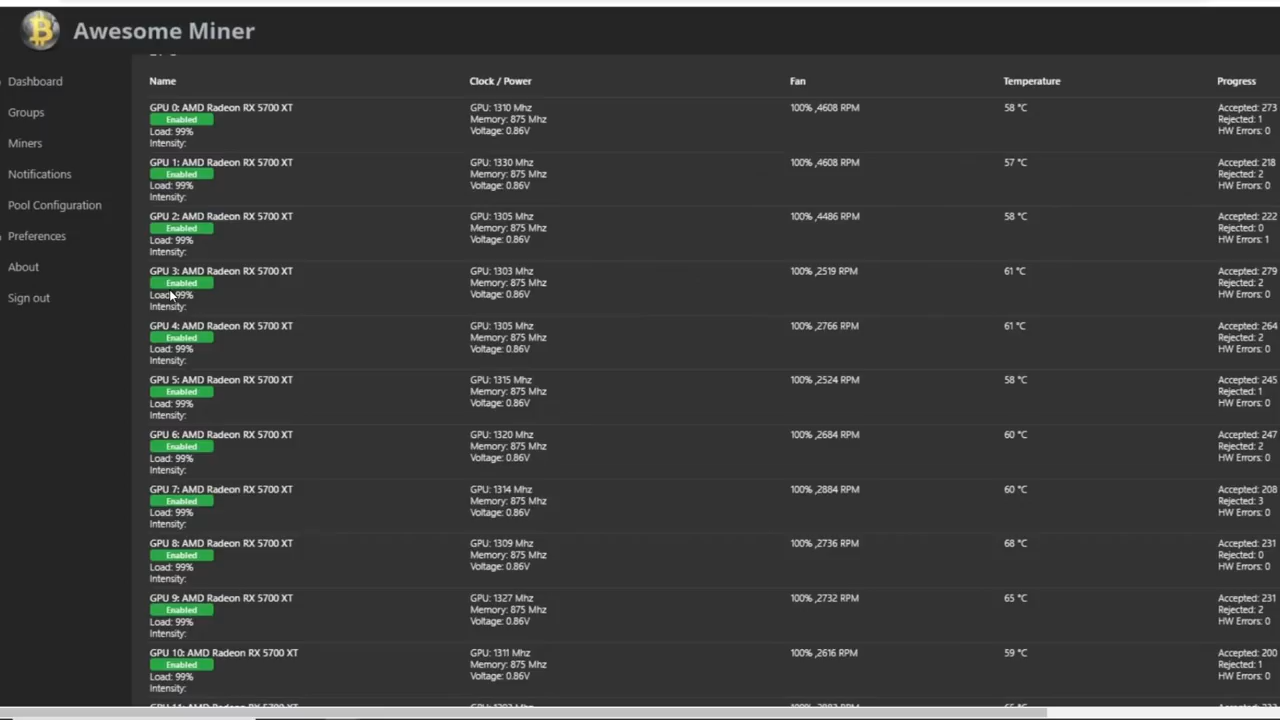 Awesome Miner
Dashboard
Groups
Miners
Notifications
Pool Configuration
Preferences
About
Sign out
Name Clock / Power Fan Temperature Progress
GPU 0: AMD Radeon RX 5700 XT GPU: 1310 Mhz 100% ,4608 RPM 58 °C Accepted: 273
Enabled Memory: 875 Mhz Rejected: 1
Load: 99% Voltage: 0.86V HW Errors: 0
Intensity:
GPU 1: AMD Radeon RX 5700 XT GPU: 1330 Mhz 100% ,4608 RPM 57 °C Accepted: 218
Enabled Memory: 875 Mhz Rejected: 2
Load: 99% Voltage: 0.86V HW Errors: 0
Intensity:
GPU 2: AMD Radeon RX 5700 XT GPU: 1305 Mhz 100% ,4486 RPM 58 °C Accepted: 222
Enabled Memory: 875 Mhz Rejected: 0
Load: 99% Voltage: 0.86V HW Errors: 1
Intensity:
GPU 3: AMD Radeon RX 5700 XT GPU: 1303 Mhz 100% ,2519 RPM 61 °C Accepted: 279
Enabled Memory: 875 Mhz Rejected: 2
Load: 99% Voltage: 0.86V HW Errors: 0
Intensity:
GPU 4: AMD Radeon RX 5700 XT GPU: 1305 Mhz 100% ,2766 RPM 61 °C Accepted: 264
Enabled Memory: 875 Mhz Rejected: 2
Load: 99% Voltage: 0.86V HW Errors: 0
Intensity:
GPU 5: AMD Radeon RX 5700 XT GPU: 1315 Mhz 100% ,2524 RPM 58 °C Accepted: 245
Enabled Memory: 875 Mhz Rejected: 1
Load: 99% Voltage: 0.86V HW Errors: 0
Intensity:
GPU 6: AMD Radeon RX 5700 XT GPU: 1320 Mhz 100% ,2684 RPM 60 °C Accepted: 247
Enabled Memory: 875 Mhz Rejected: 2
Load: 99% Voltage: 0.86V HW Errors: 0
Intensity:
GPU 7: AMD Radeon RX 5700 XT GPU: 1314 Mhz 100% ,2884 RPM 60 °C Accepted: 208
Enabled Memory: 875 Mhz Rejected: 3
Load: 99% Voltage: 0.86V HW Errors: 0
Intensity:
GPU 8: AMD Radeon RX 5700 XT GPU: 1309 Mhz 100% ,2736 RPM 68 °C Accepted: 231
Enabled Memory: 875 Mhz Rejected: 0
Load: 99% Voltage: 0.86V HW Errors: 0
Intensity:
GPU 9: AMD Radeon RX 5700 XT GPU: 1327 Mhz 100% ,2732 RPM 65 °C Accepted: 231
Enabled Memory: 875 Mhz Rejected: 2
Load: 99% Voltage: 0.86V HW Errors: 0
Intensity:
GPU 10: AMD Radeon RX 5700 XT GPU: 1311 Mhz 100% ,2616 RPM 59 °C Accepted: 200
Enabled Memory: 875 Mhz Rejected: 1
Load: 99% Voltage: 0.86V HW Errors: 0
Intensity: